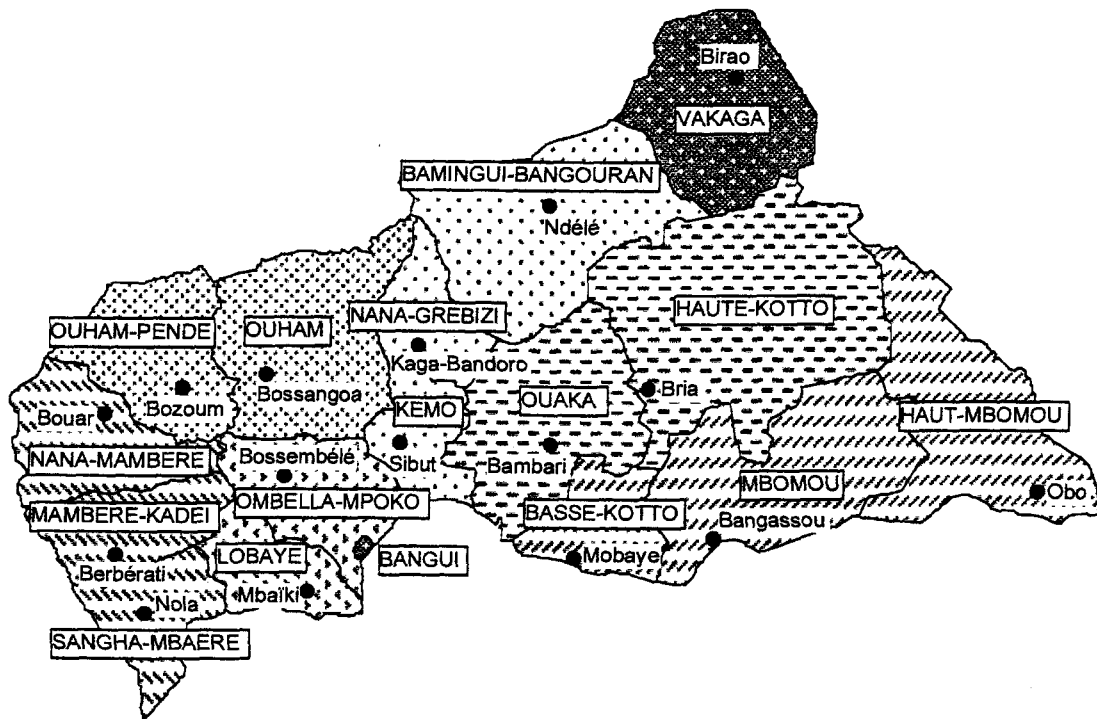 Birao
VAKAGA
BAMINGUI-BANGOURAN
Ndélé
OUHAM-PENDE
OUHAM
NANA-GREBIZI
HAUTE-KOTTO
Kaga-Bandoro
Bozoum
Bossangoa
Bria
Bouar
KEMO
OUAKA
HAUT-MBOMOU
NANA-MAMBERE
Bossembélé
Sibut
Bambari
MBOMOU
Obo
MAMBERE-KADEI
OMBELLA-MPOKO
BASSE-KOTTO
Bangassou
Berbérati
LOBAYE
BANGUI
Mobaye
Mbaïki
Nola
SANGHA-MBAERE